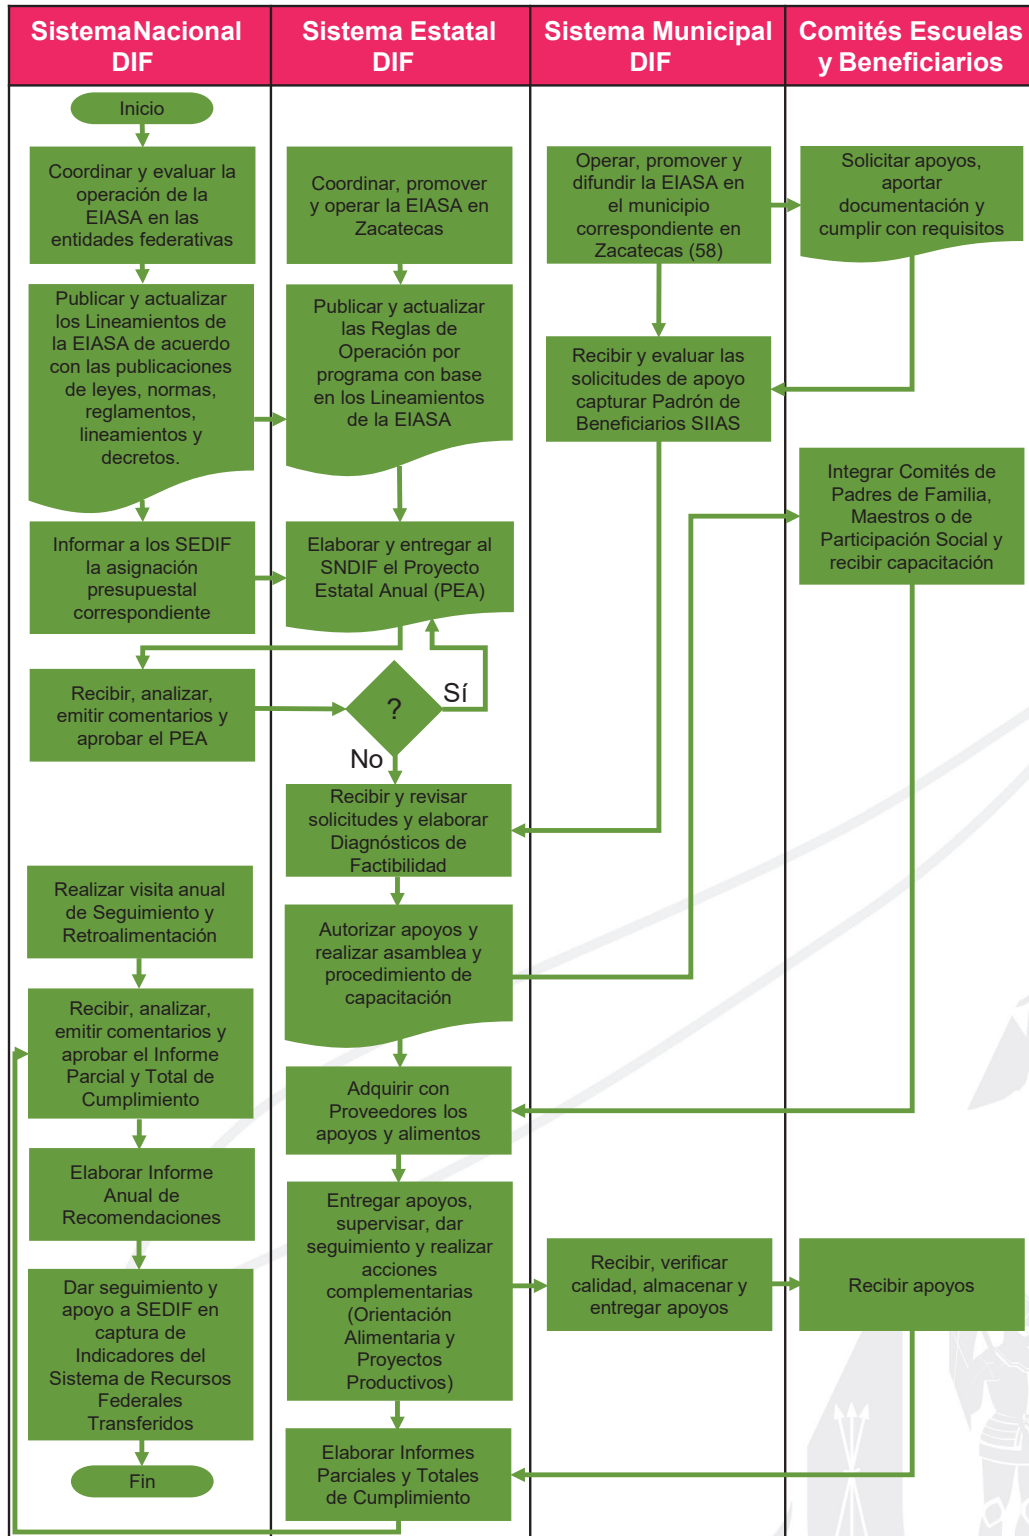 SistemaNacional
DIF
Sistema Estatal
DIF
Sistema Municipal
DIF
Comités Escuelas
y Beneficiarios
Inicio
Coordinar y evaluar la
operación de la
EIASA en las
entidades federativas
Publicar y actualizar
los Lineamientos de
la EIASA de acuerdo
con las publicaciones
de leyes, normas,
reglamentos,
lineamientos y
decretos.
Informar a los SEDIF
la asignación
presupuestal
correspondiente
Recibir, analizar,
emitir comentarios y
aprobar el PEA
Realizar visita anual
de Seguimiento y
Retroalimentación
Recibir, analizar,
emitir comentarios y
aprobar el Informe
Parcial y Total de
Cumplimiento
Elaborar Informe
Anual de
Recomendaciones
Dar seguimiento y
apoyo a SEDIF en
captura de
Indicadores del
Sistema de Recursos
Federales
Transferidos
Fin
Coordinar, promover
y operar la EIASA en
Zacatecas
Publicar y actualizar
las Reglas de
Operación por
programa con base
en los Lineamientos
de la EIASA
Elaborar y entregar al
SNDIF el Proyecto
Estatal Anual (PEA)
?
Sí
No
Recibir y revisar
solicitudes y elaborar
Diagnósticos de
Factibilidad
Autorizar apoyos y
realizar asamblea y
procedimiento de
capacitación
Adquirir con
Proveedores los
apoyos y alimentos
Entregar apoyos,
supervisar, dar
seguimiento y realizar
acciones
complementarias
(Orientación
Alimentaria y
Proyectos
Productivos)
Elaborar Informes
Parciales y Totales
de Cumplimiento
Operar, promover y
difundir la EIASA en
el municipio
correspondiente en
Zacatecas (58)
Recibir y evaluar las
solicitudes de apoyo
capturar Padrón de
Beneficiarios SIIAS
Recibir, verificar
calidad, almacenar y
entregar apoyos
Solicitar apoyos,
aportar
documentación y
cumplir con requisitos
Integrar Comités de
Padres de Familia,
Maestros o de
Participación Social y
recibir capacitación
Recibir apoyos